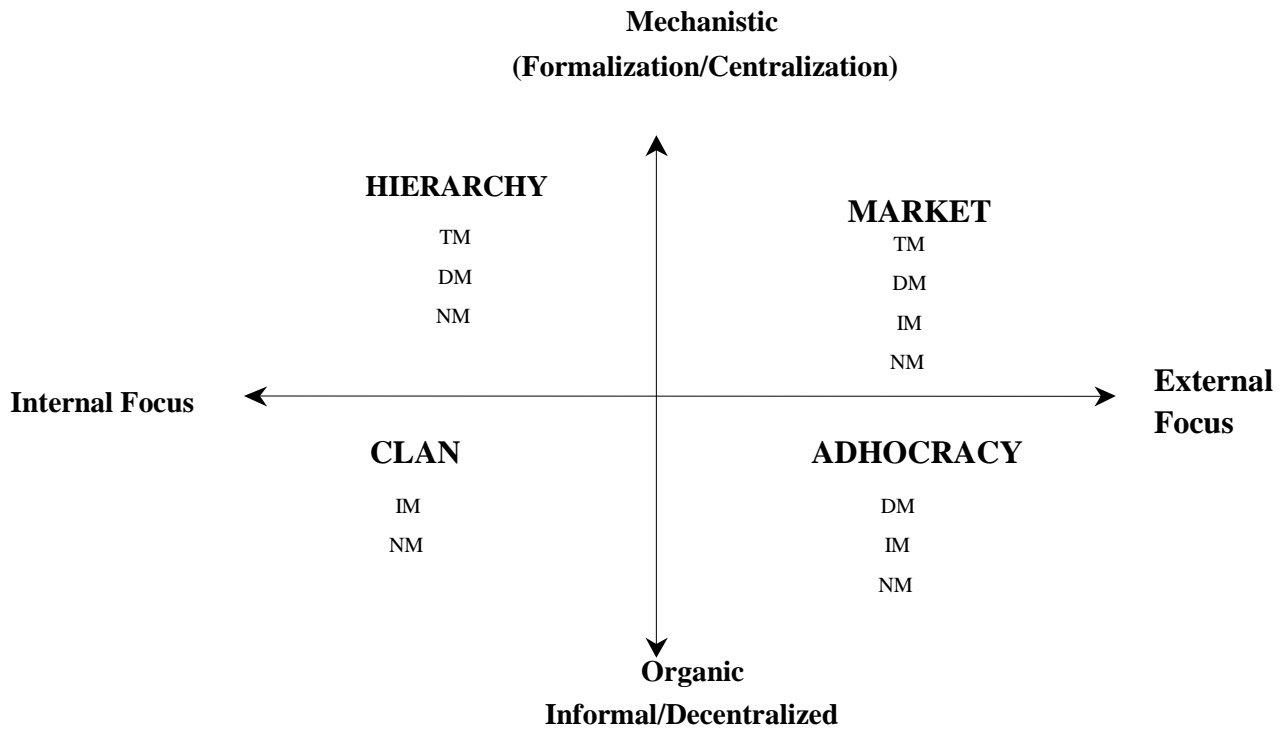 Mechanistic
(Formalization/Centralization)
HIERARCHY
TM
DM
NM
MARKET
TM
DM
IM
NM
Internal Focus
External
Focus
CLAN
IM
NM
ADHOCRACY
DM
IM
NM
Organic
Informal/Decentralized